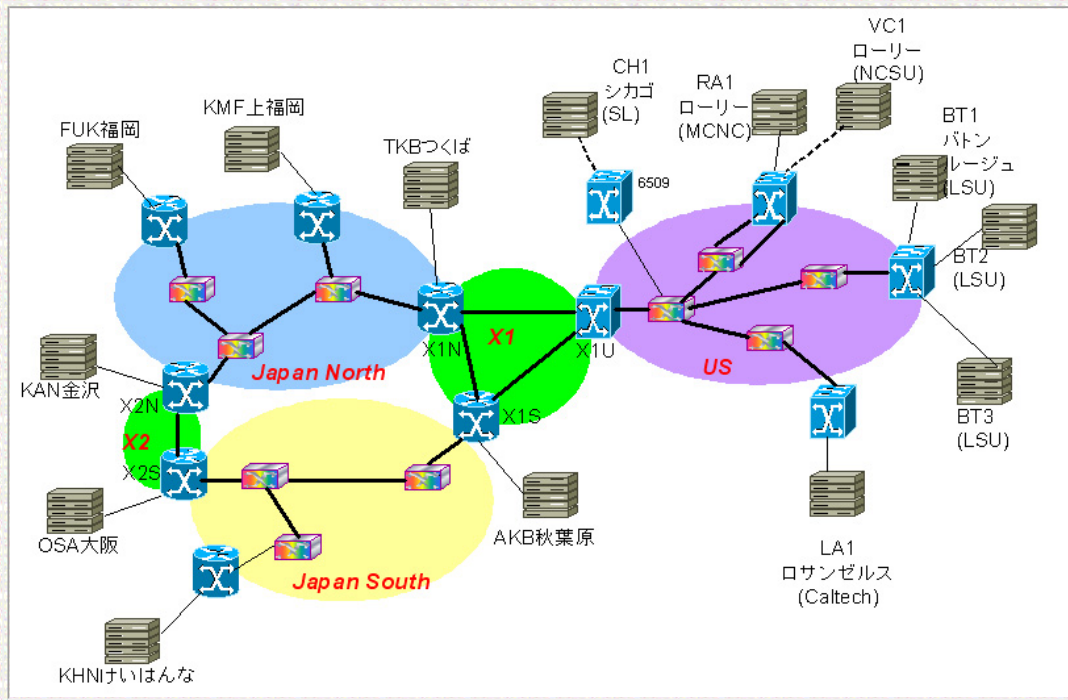 VC1
ローリー
(NCSU)
CH1
シカゴ
(SL)
RA1
ローリー
(MCNC)
BT1
バトン
ルージュ
(LSU)
KMF上福岡
FUK福岡
TKBつくば
6509
BT2
(LSU)
X1N
X1
X1U
US
Japan North
KAN金沢
X2N
X1S
BT3
(LSU)
X2
X2S
OSA大阪
AKB秋葉原
LA1
ロサンゼルス
(Caltech)
Japan South
KHNけいはんな